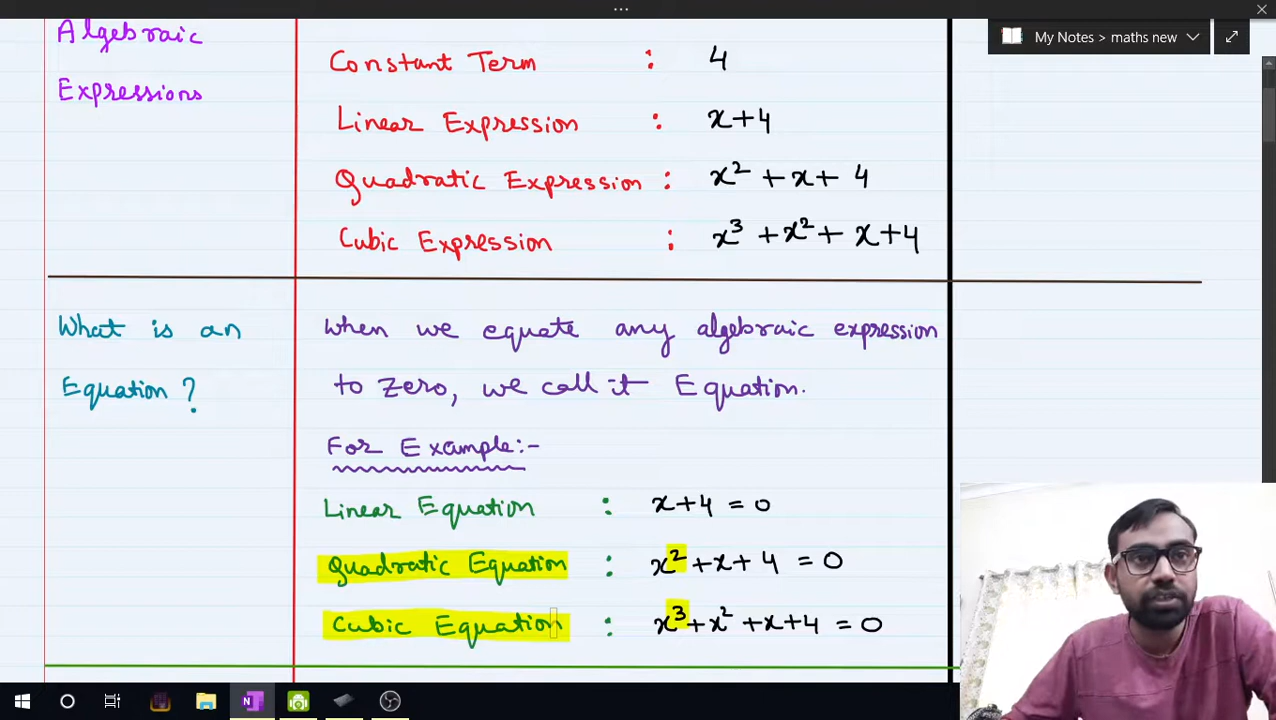 My Notes > maths new
Algebraic
Expressions
Constant Term : 4
Linear Expression : x+4
Quadratic Expression : x² + x + 4
Cubic Expression : x³ + x² + x + 4
What is an
Equation ?
When we equate any algebraic expression
to Zero, we call it Equation.
For Example:-
Linear Equation : x+4 = 0
Quadratic Equation : x² + x + 4 = 0
Cubic Equation : x³ + x² + x + 4 = 0